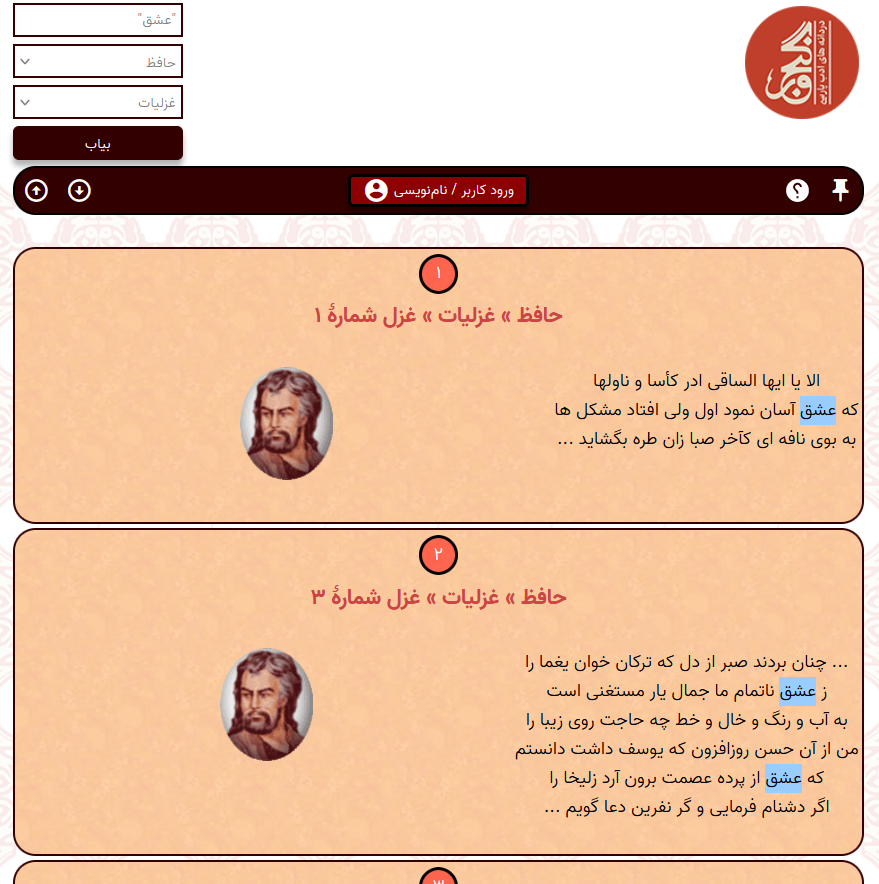 گنجور
دردانه های ادب پارسی
"عشق"
حافظ
غزلیات
بیاب
ورود کاربر / نام‌نویسی
؟
۱
حافظ » غزلیات » غزل شمارهٔ ۱
الا یا ایها الساقی ادر کأسا و ناولها
که عشق آسان نمود اول ولی افتاد مشکل ها
به بوی نافه ای کآخر صبا زان طره بگشاید ...
۲
حافظ » غزلیات » غزل شمارهٔ ۳
... چنان بردند صبر از دل که ترکان خوان یغما را
ز عشق ناتمام ما جمال یار مستغنی است
به آب و رنگ و خال و خط چه حاجت روی زیبا را
من از آن حسن روزافزون که یوسف داشت دانستم
که عشق از پرده عصمت برون آرد زلیخا را
اگر دشنام فرمایی و گر نفرین دعا گویم ...
۳